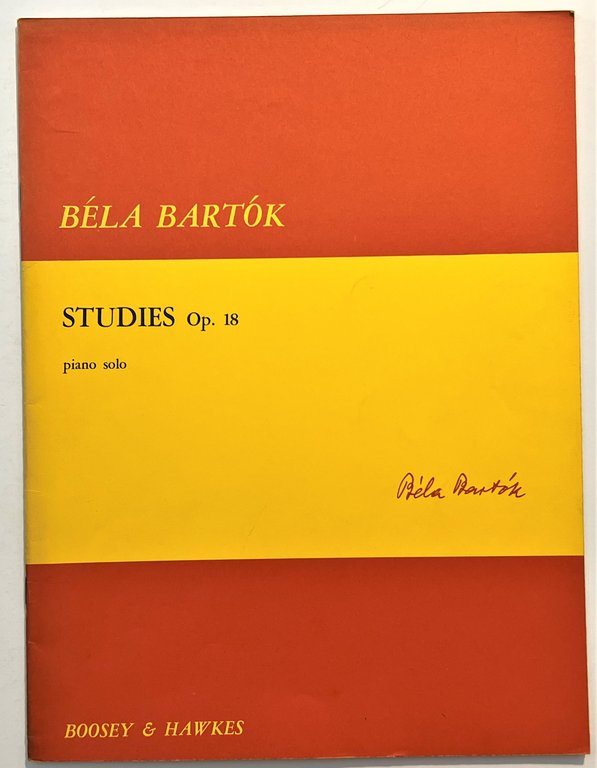 BÉLA BARTÓK
STUDIES Op. 18
piano solo
Béla Bartók
BOOSEY & HAWKES